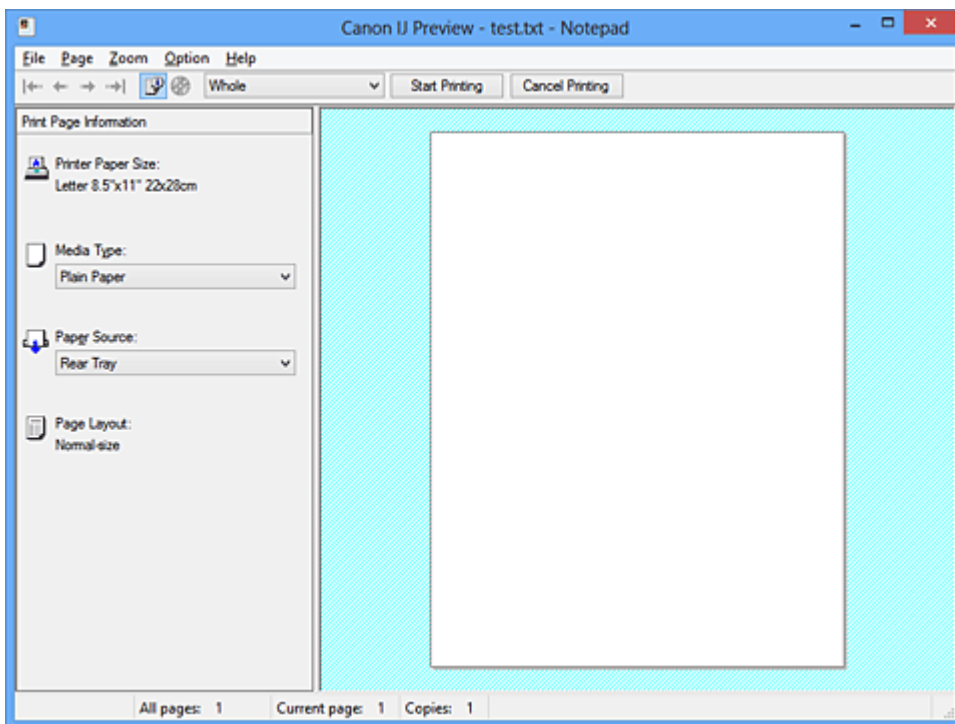 Canon IJ Preview - test.txt - Notepad
File Page Zoom Option Help
Whole Start Printing Cancel Printing
Print Page Information
Printer Paper Size:
Letter 8.5"x11" 22x28cm
Media Type:
Plain Paper
Paper Source:
Rear Tray
Page Layout:
Normal-size
All pages: 1 Current page: 1 Copies: 1